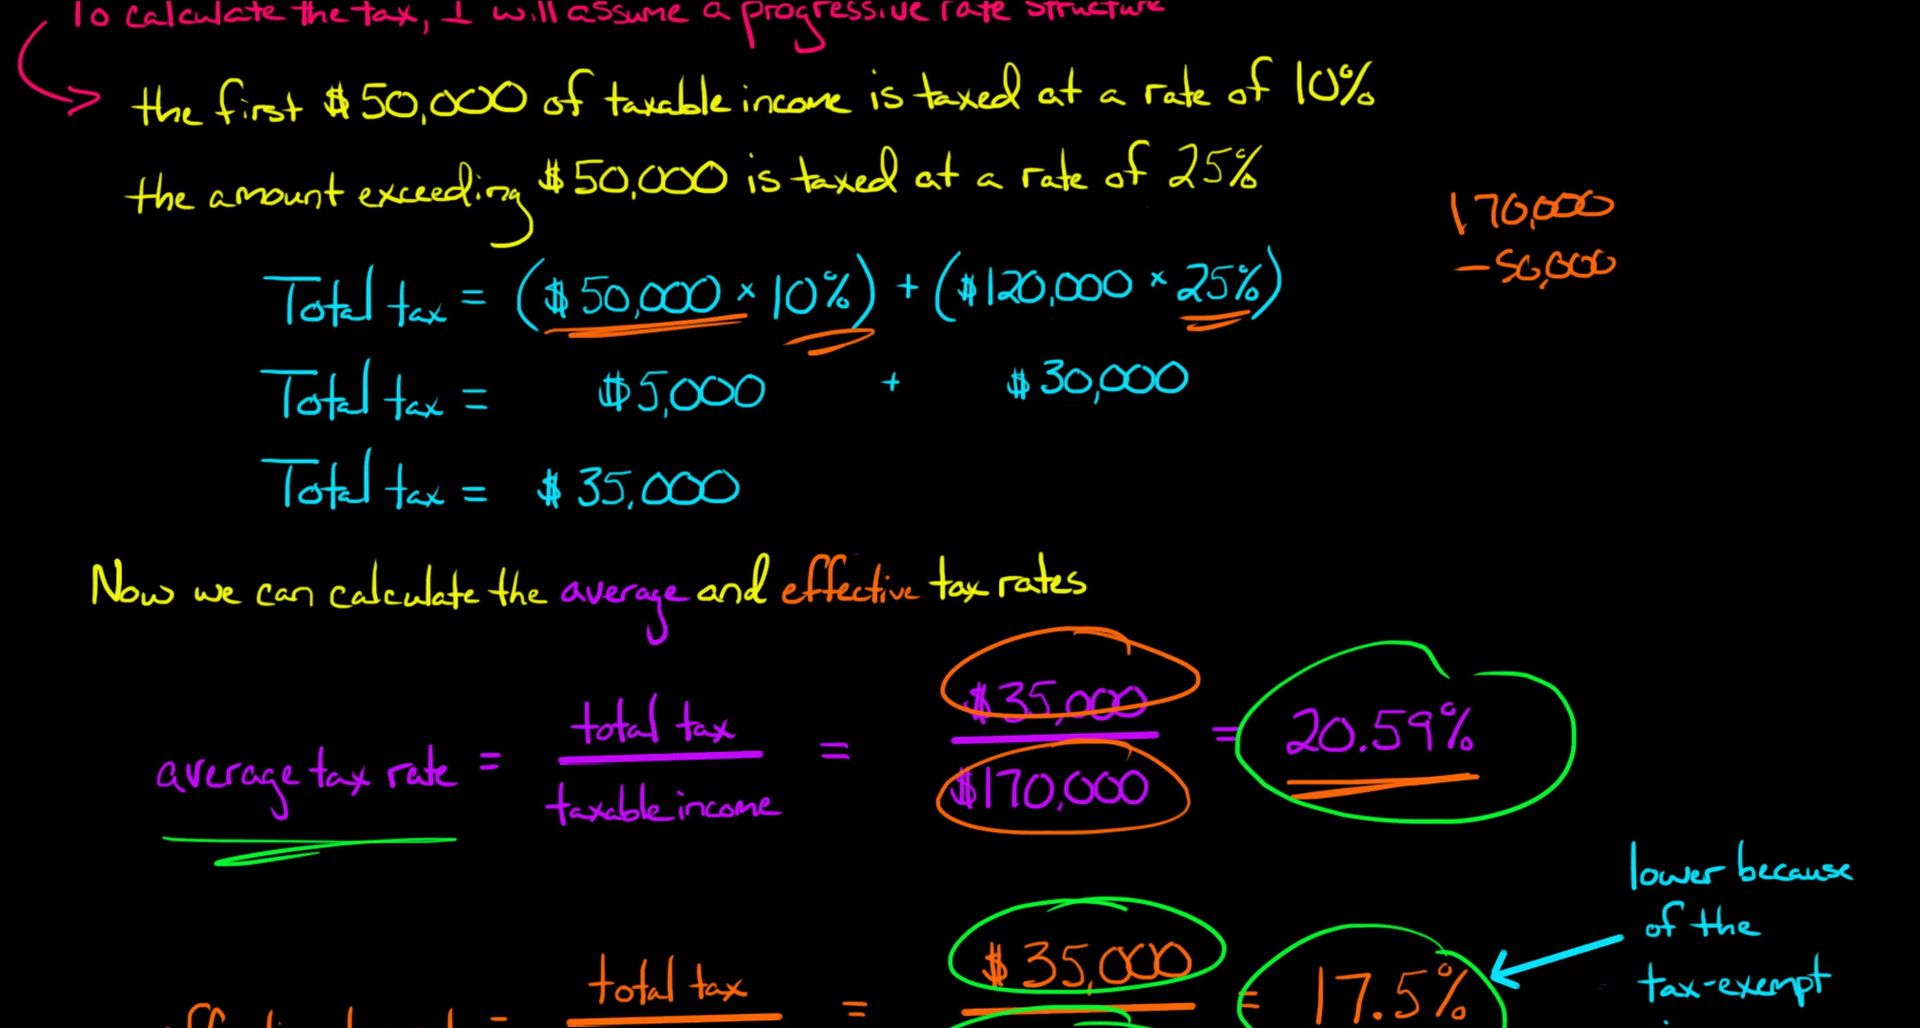 To calculate the tax, I will assume a progressive rate structure
the first $50,000 of taxable income is taxed at a rate of 10%
the amount exceeding $50,000 is taxed at a rate of 25%
170,000
-50,000
Total tax = ($50,000 × 10%) + ($120,000 × 25%)
Total tax = $5,000 + $30,000
Total tax = $35,000
Now we can calculate the average and effective tax rates
average tax rate = total tax / taxable income = $35,000 / $170,000 = 20.59%
lower because
of the
tax-exempt
total tax = $35,000 = 17.5%